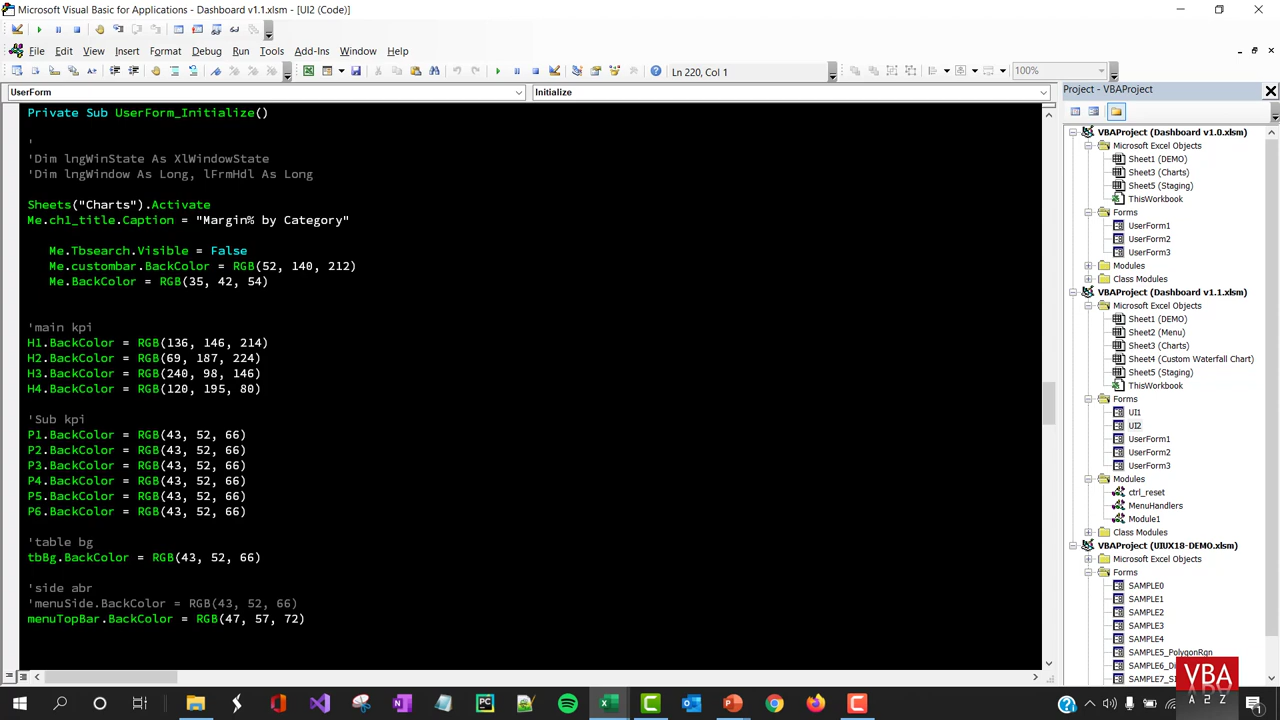 Microsoft Visual Basic for Applications - Dashboard v1.1.xlsm - [UI2 (Code)]
File Edit View Insert Format Debug Run Tools Add-Ins Window Help
Ln 220, Col 1
100%
UserForm
Initialize
Private Sub UserForm_Initialize()
'
'Dim lngWinState As XlWindowState
'Dim lngWindow As Long, lFrmHdl As Long
Sheets("Charts").Activate
Me.ch1_title.Caption = "Margin% by Category"
Me.Tbsearch.Visible = False
Me.custombar.BackColor = RGB(52, 140, 212)
Me.BackColor = RGB(35, 42, 54)
'main kpi
H1.BackColor = RGB(136, 146, 214)
H2.BackColor = RGB(69, 187, 224)
H3.BackColor = RGB(240, 98, 146)
H4.BackColor = RGB(120, 195, 80)
'Sub kpi
P1.BackColor = RGB(43, 52, 66)
P2.BackColor = RGB(43, 52, 66)
P3.BackColor = RGB(43, 52, 66)
P4.BackColor = RGB(43, 52, 66)
P5.BackColor = RGB(43, 52, 66)
P6.BackColor = RGB(43, 52, 66)
'table bg
tbBg.BackColor = RGB(43, 52, 66)
'side abr
'menuSide.BackColor = RGB(43, 52, 66)
menuTopBar.BackColor = RGB(47, 57, 72)
Project - VBAProject
VBAProject (Dashboard v1.0.xlsm)
Microsoft Excel Objects
Sheet1 (DEMO)
Sheet3 (Charts)
Sheet5 (Staging)
ThisWorkbook
Forms
UserForm1
UserForm2
UserForm3
Modules
Class Modules
VBAProject (Dashboard v1.1.xlsm)
Microsoft Excel Objects
Sheet1 (DEMO)
Sheet2 (Menu)
Sheet3 (Charts)
Sheet4 (Custom Waterfall Chart)
Sheet5 (Staging)
ThisWorkbook
Forms
UI1
UI2
UserForm1
UserForm2
UserForm3
Modules
ctrl_reset
MenuHandlers
Module1
Class Modules
VBAProject (UIUX18-DEMO.xlsm)
Microsoft Excel Objects
Forms
SAMPLE0
SAMPLE1
SAMPLE2
SAMPLE3
SAMPLE4
SAMPLE5_PolygonRgn
VBA
A 2 Z